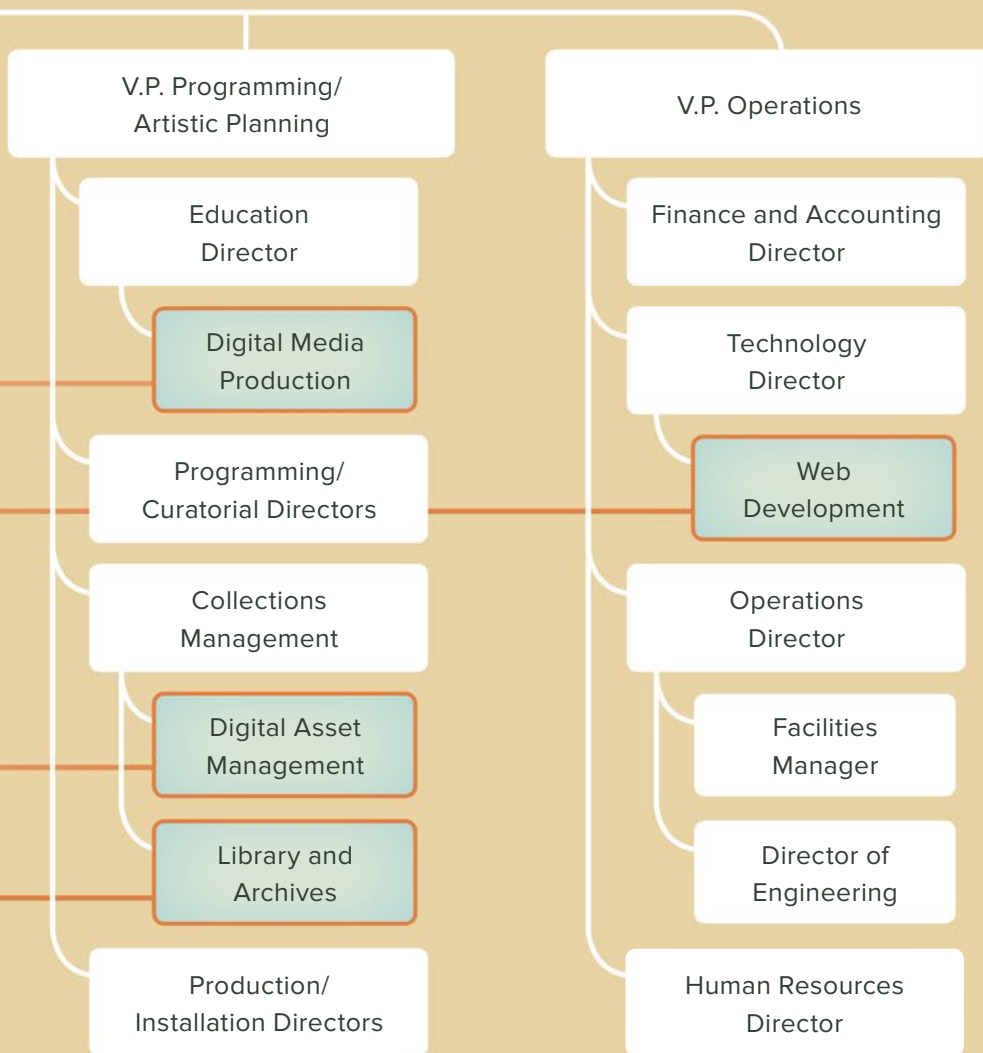 V.P. Programming/
Artistic Planning
Education
Director
Digital Media
Production
Programming/
Curatorial Directors
Collections
Management
Digital Asset
Management
Library and
Archives
Production/
Installation Directors
V.P. Operations
Finance and Accounting
Director
Technology
Director
Web
Development
Operations
Director
Facilities
Manager
Director of
Engineering
Human Resources
Director